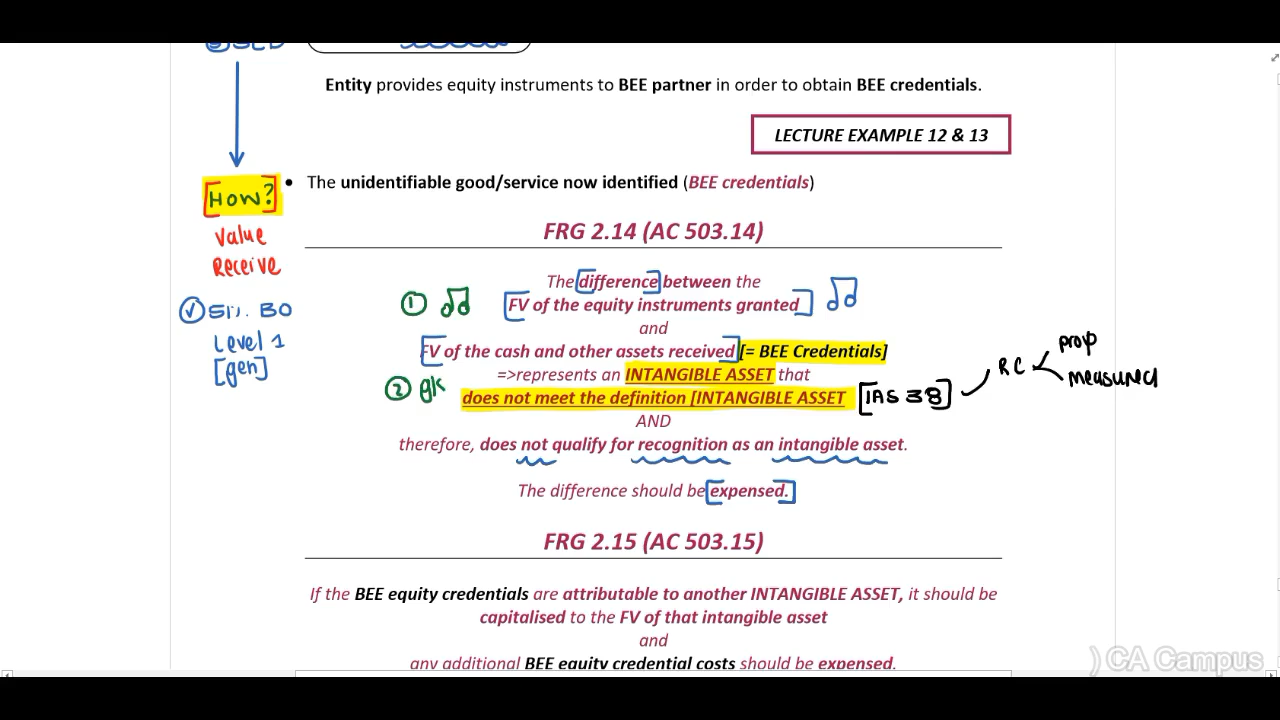 Entity provides equity instruments to BEE partner in order to obtain BEE credentials.
LECTURE EXAMPLE 12 & 13
[HOW?]
• The unidentifiable good/service now identified (BEE credentials)
Value
Receive
FRG 2.14 (AC 503.14)
The [difference] between the
① [FV of the equity instruments granted]
and
Level 1
[gen]
[FV of the cash and other assets received] [= BEE Credentials]
=>represents an INTANGIBLE ASSET that
② gk does not meet the definition [INTANGIBLE ASSET [IAS 38] RC
prop
measured
AND
therefore, does not qualify for recognition as an intangible asset.
The difference should be [expensed.]
FRG 2.15 (AC 503.15)
If the BEE equity credentials are attributable to another INTANGIBLE ASSET, it should be
capitalised to the FV of that intangible asset
and
any additional BEE equity credential costs should be expensed.
) CA Campus